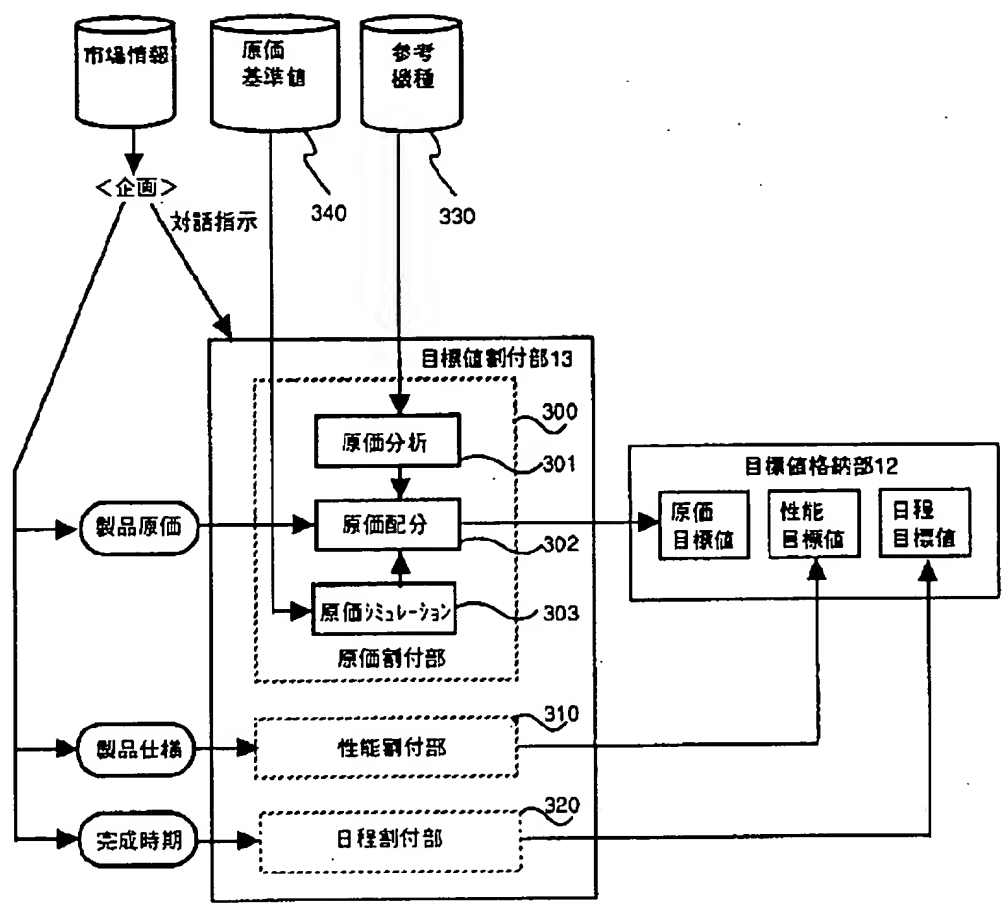 市場情報
原価
基準値
参考
機種
340
330
<企画>
対話指示
目標値割付部13
300
原価分析
301
製品原価
原価配分
302
原価シミュレーション
303
原価割付部
目標値格納部12
原価
目標値
性能
目標値
日程
目標値
310
製品仕様
性能割付部
320
完成時期
日程割付部